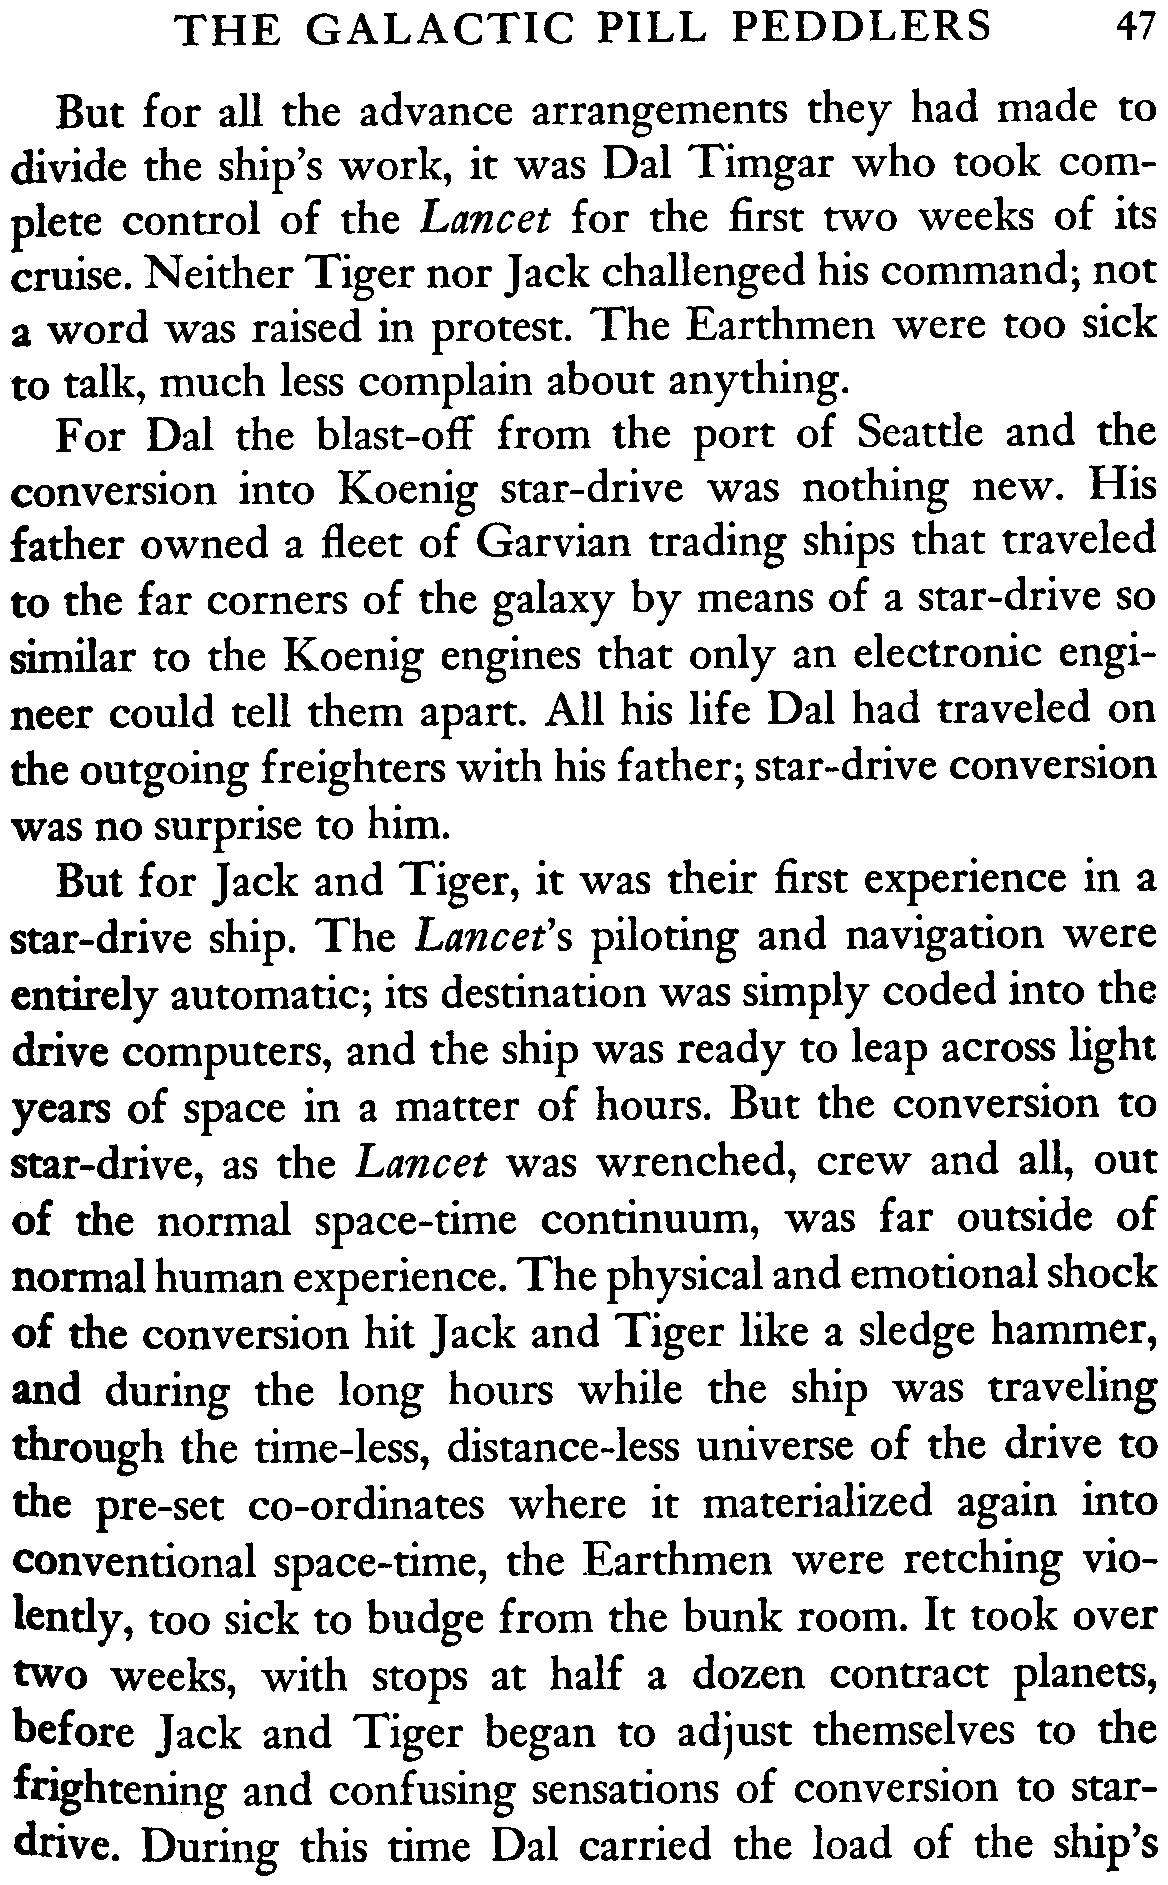 THE GALACTIC PILL PEDDLERS 47
But for all the advance arrangements they had made to
divide the ship's work, it was Dal Timgar who took com-
plete control of the Lancet for the first two weeks of its
cruise. Neither Tiger nor Jack challenged his command; not
a word was raised in protest. The Earthmen were too sick
to talk, much less complain about anything.
For Dal the blast-off from the port of Seattle and the
conversion into Koenig star-drive was nothing new. His
father owned a fleet of Garvian trading ships that traveled
to the far corners of the galaxy by means of a star-drive so
similar to the Koenig engines that only an electronic engi-
neer could tell them apart. All his life Dal had traveled on
the outgoing freighters with his father; star-drive conversion
was no surprise to him.
But for Jack and Tiger, it was their first experience in a
star-drive ship. The Lancet's piloting and navigation were
entirely automatic; its destination was simply coded into the
drive computers, and the ship was ready to leap across light
years of space in a matter of hours. But the conversion to
star-drive, as the Lancet was wrenched, crew and all, out
of the normal space-time continuum, was far outside of
normal human experience. The physical and emotional shock
of the conversion hit Jack and Tiger like a sledge hammer,
and during the long hours while the ship was traveling
through the time-less, distance-less universe of the drive to
the pre-set co-ordinates where it materialized again into
conventional space-time, the Earthmen were retching vio-
lently, too sick to budge from the bunk room. It took over
two weeks, with stops at half a dozen contract planets,
before Jack and Tiger began to adjust themselves to the
frightening and confusing sensations of conversion to star-
drive. During this time Dal carried the load of the ship's